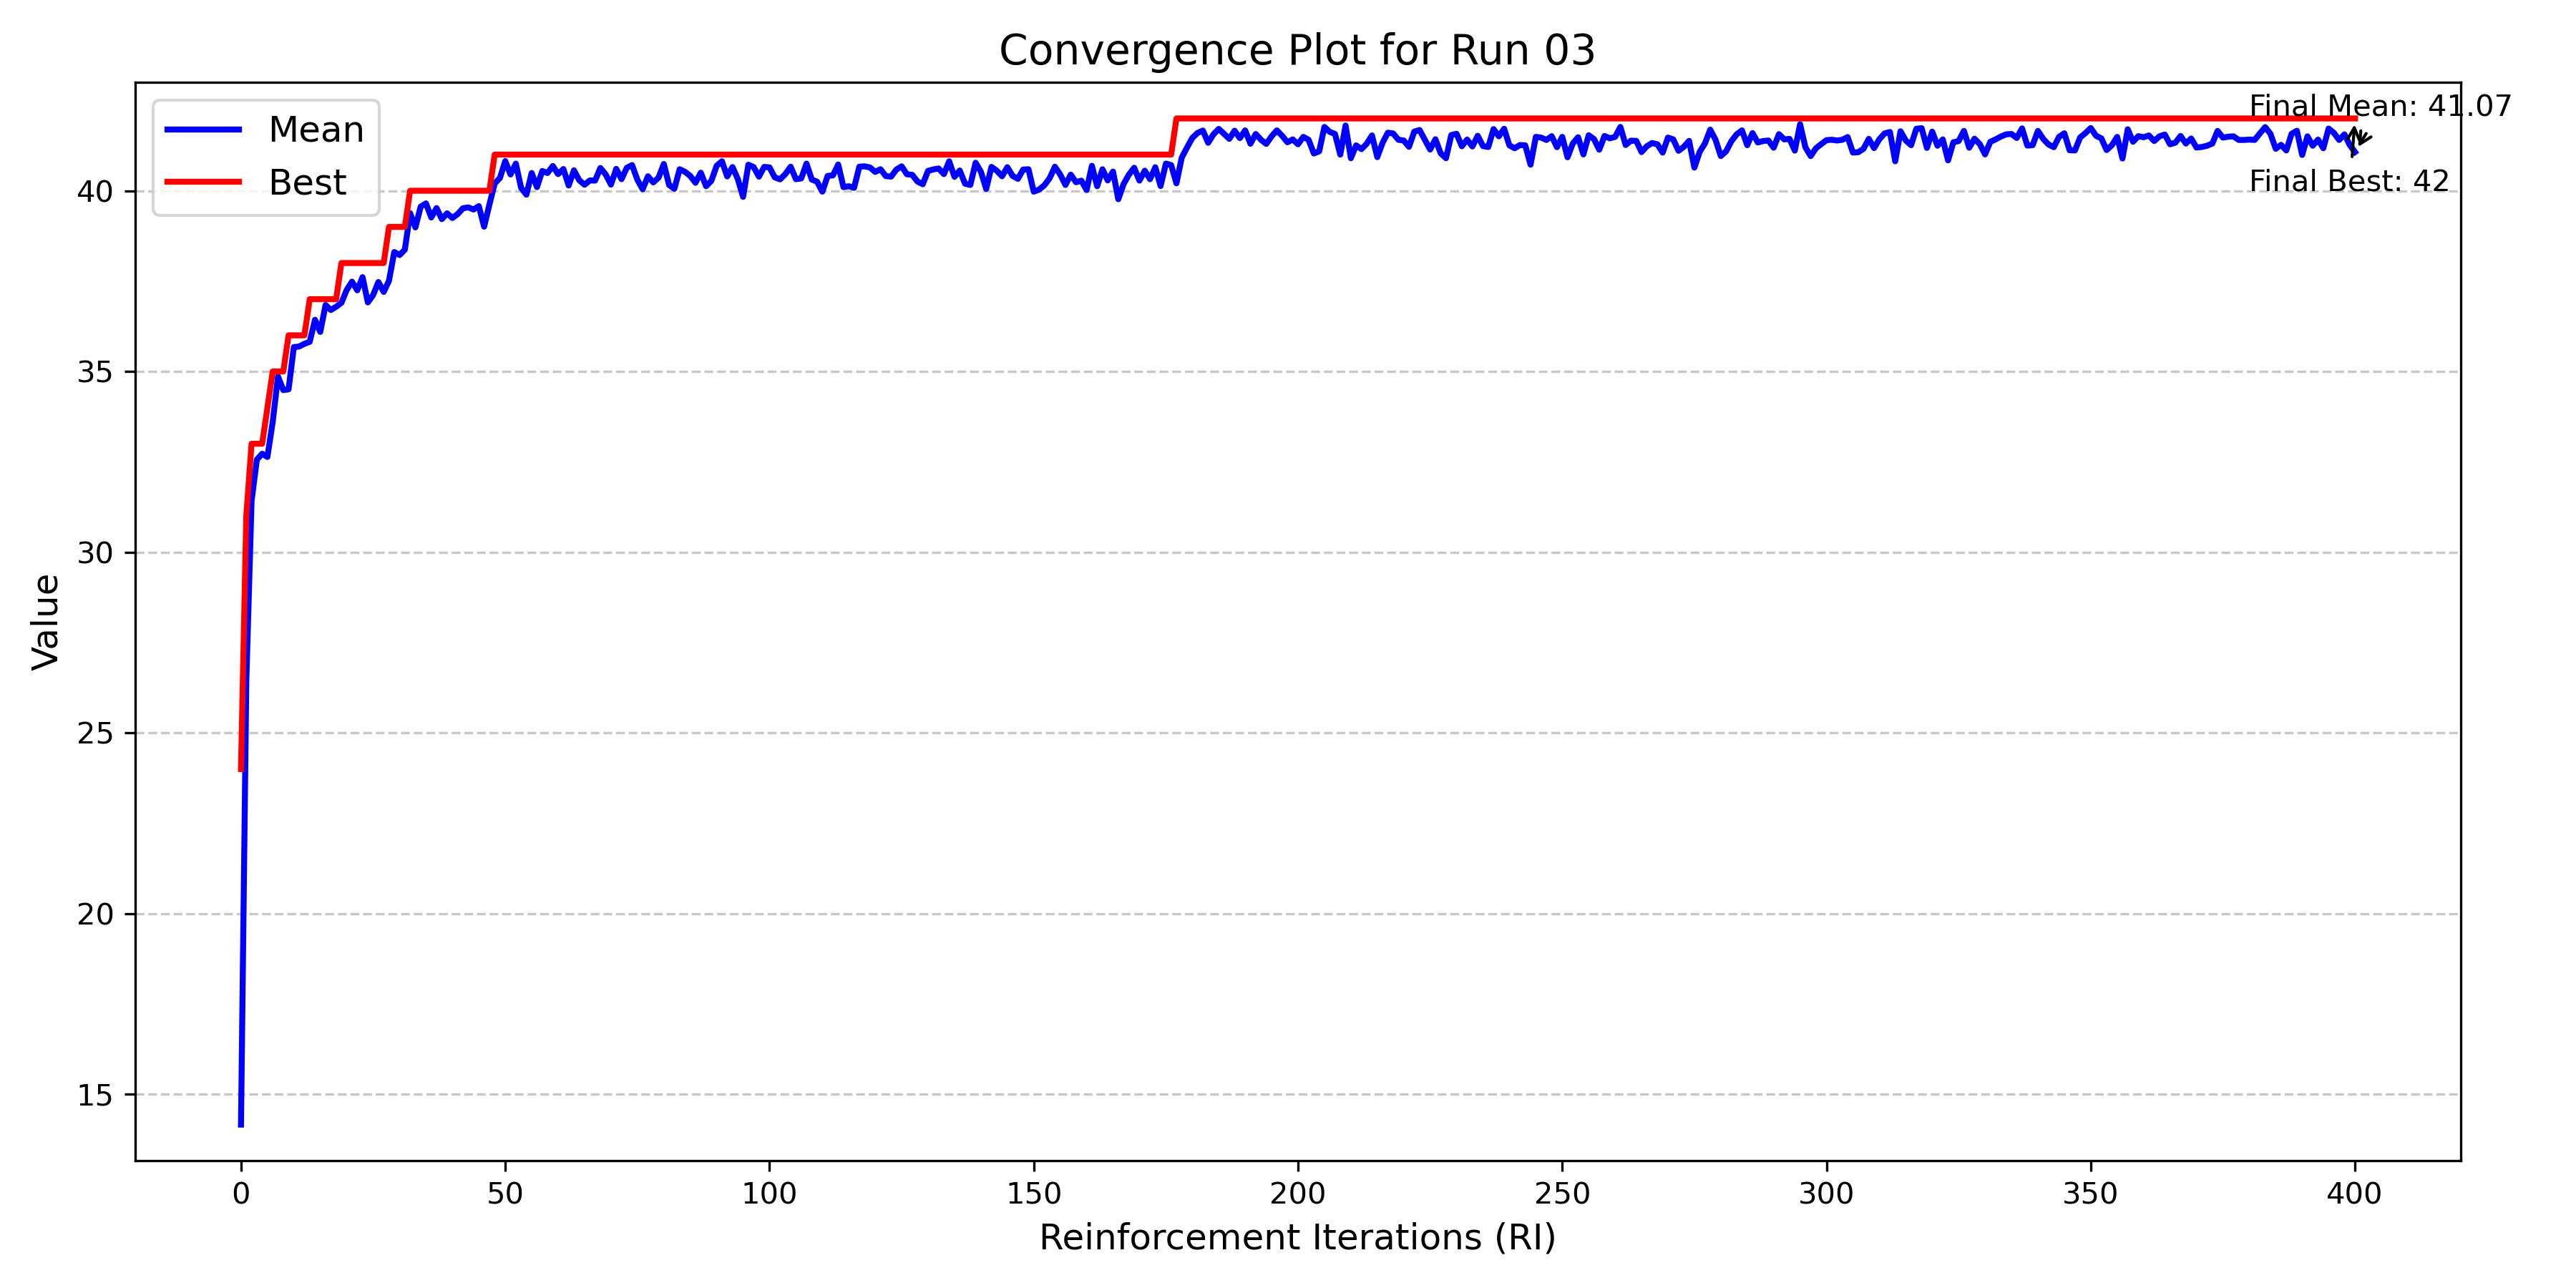 Convergence Plot for Run 03
Mean
Best
Final Mean: 41.07
Final Best: 42
Value
40
35
30
25
20
15
0 50 100 150 200 250 300 350 400
Reinforcement Iterations (RI)